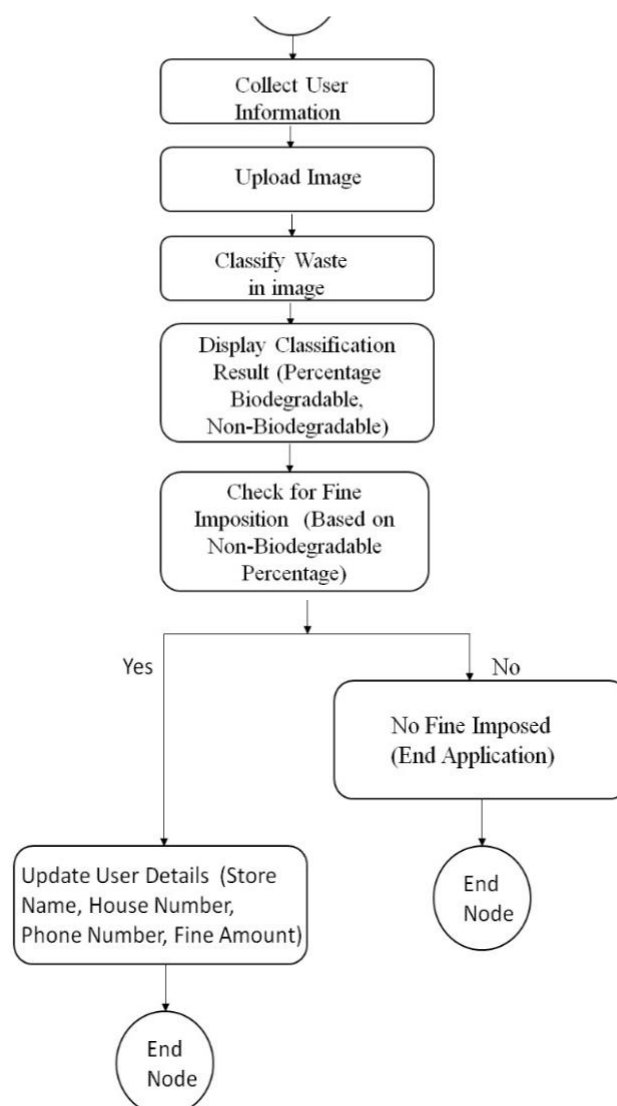 Collect User
Information
Upload Image
Classify Waste
in image
Display Classification
Result (Percentage
Biodegradable,
Non-Biodegradable)
Check for Fine
Imposition (Based on
Non-Biodegradable
Percentage)
Yes
No
No Fine Imposed
(End Application)
Update User Details (Store
Name, House Number,
Phone Number, Fine Amount)
End
Node
End
Node